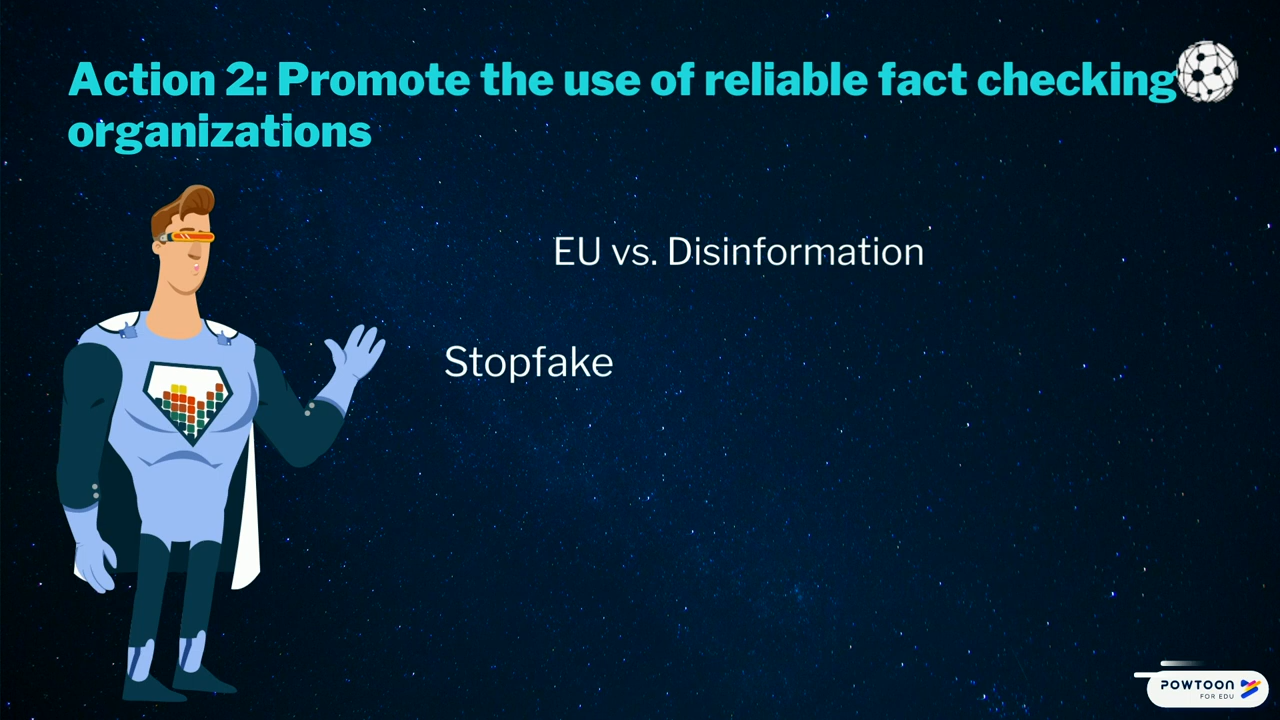 Action 2: Promote the use of reliable fact checking
organizations
EU vs. Disinformation
Stopfake
POWTOON
FOR EDU